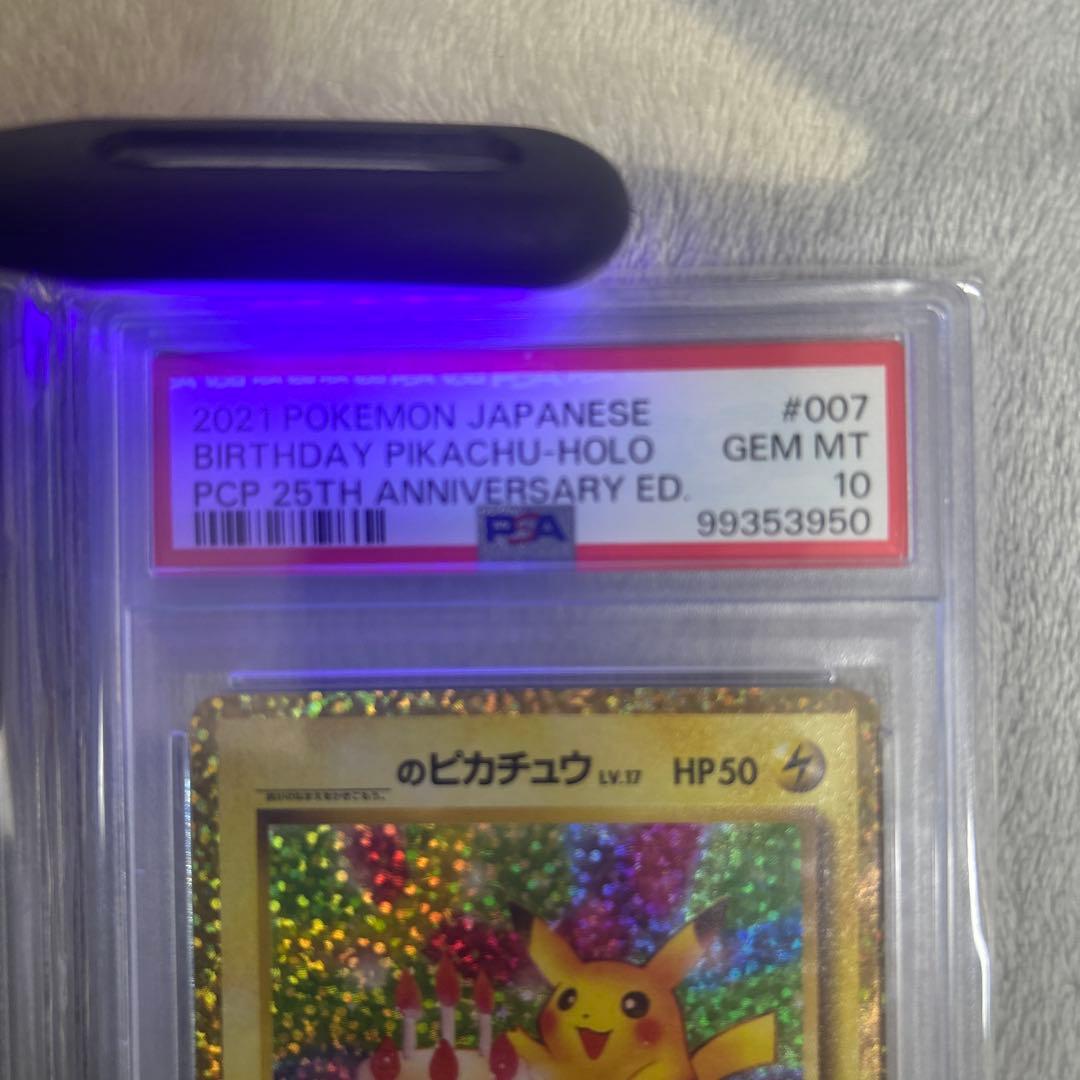 2021 POKEMON JAPANESE #007
BIRTHDAY PIKACHU-HOLO GEM MT
PCP 25TH ANNIVERSARY ED. 10
PSA 99353950
のピカチュウ LV.17 HP50